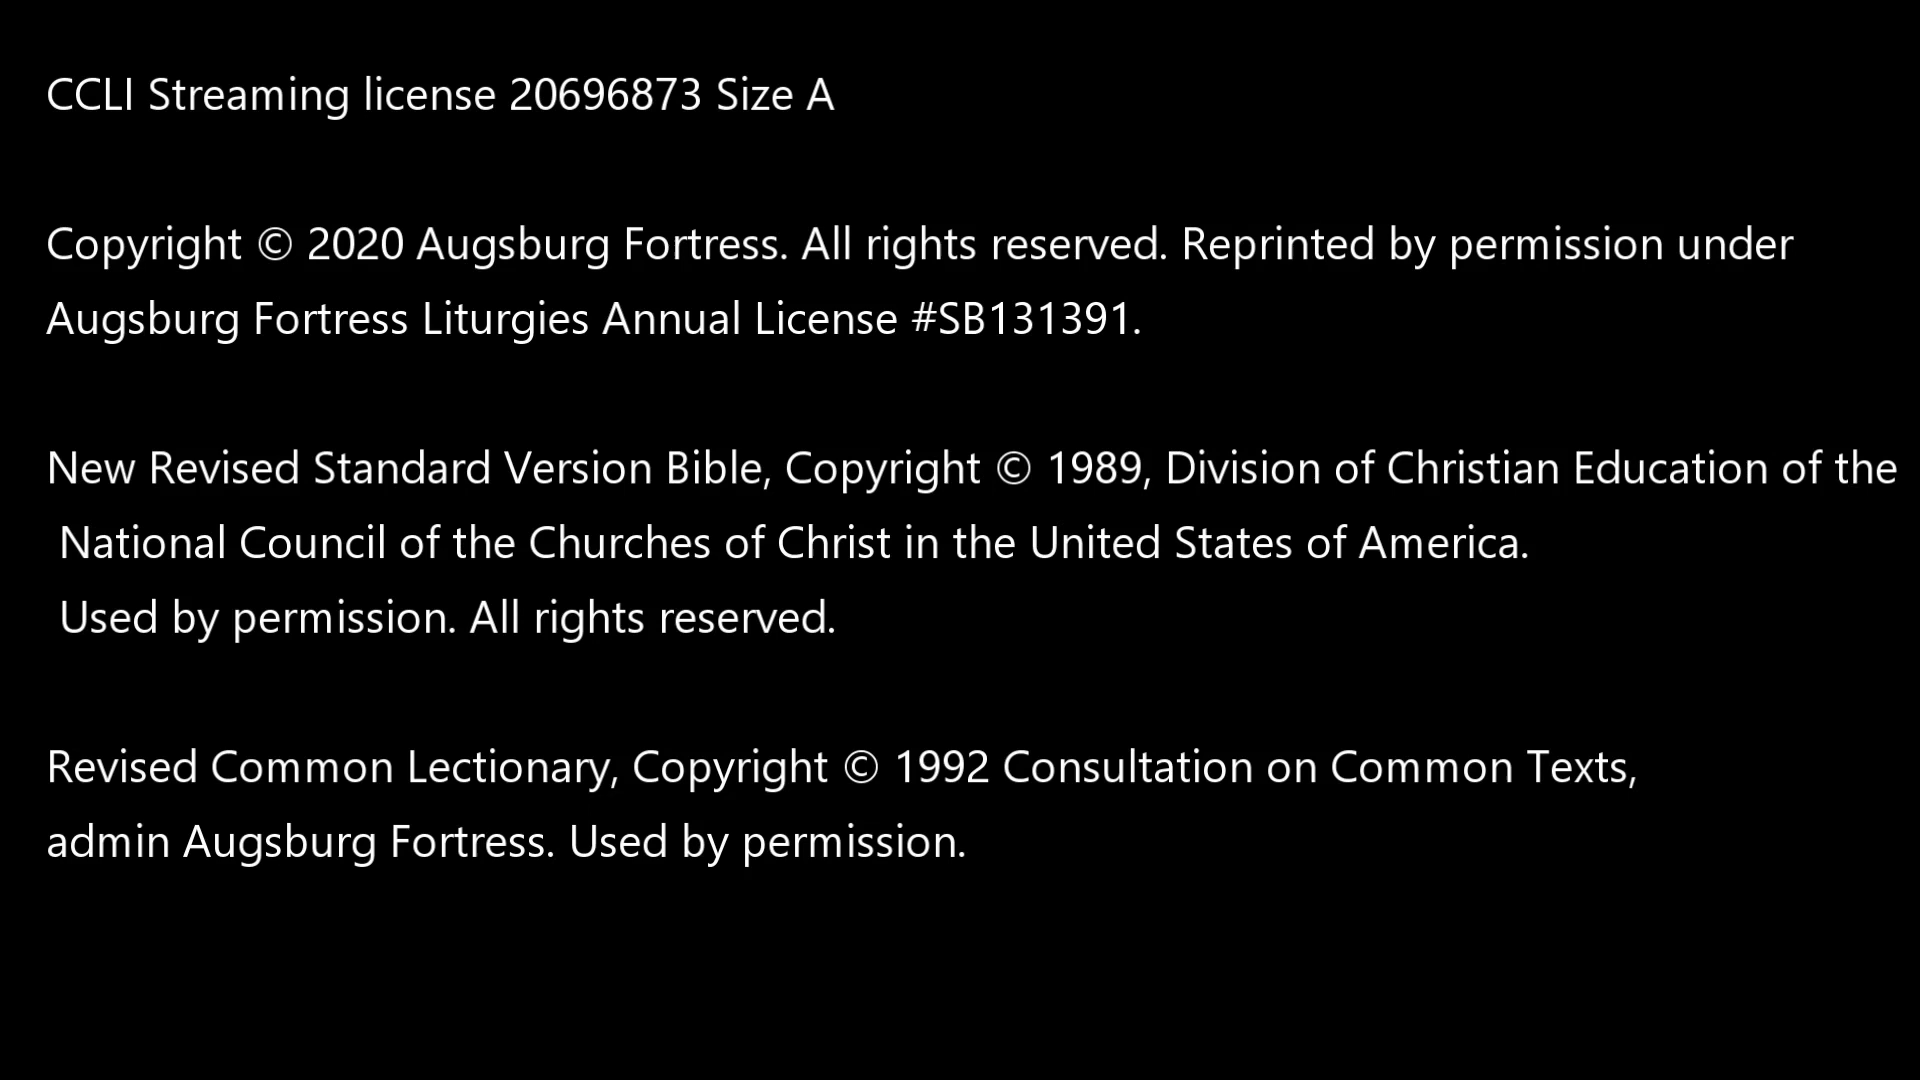 CCLI Streaming license 20696873 Size A
Copyright © 2020 Augsburg Fortress. All rights reserved. Reprinted by permission under
Augsburg Fortress Liturgies Annual License #SB131391.
New Revised Standard Version Bible, Copyright © 1989, Division of Christian Education of the
National Council of the Churches of Christ in the United States of America.
Used by permission. All rights reserved.
Revised Common Lectionary, Copyright © 1992 Consultation on Common Texts,
admin Augsburg Fortress. Used by permission.